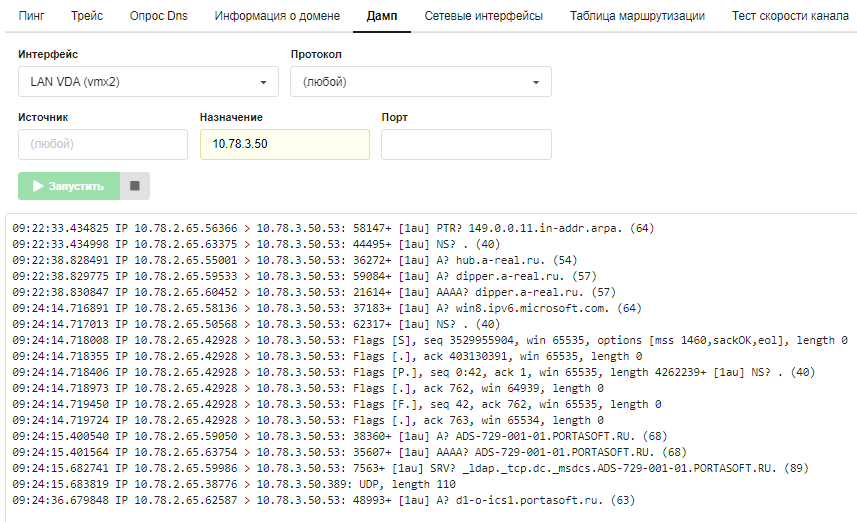 Пинг Трейс Опрос Dns Информация о домене Дамп Сетевые интерфейсы Таблица маршрутизации Тест скорости канала
Интерфейс Протокол
LAN VDA (vmx2) (любой)
Источник Назначение Порт
(любой) 10.78.3.50
Запустить
09:22:33.434825 IP 10.78.2.65.56366 > 10.78.3.50.53: 58147+ [1au] PTR? 149.0.0.11.in-addr.arpa. (64)
09:22:33.434998 IP 10.78.2.65.63375 > 10.78.3.50.53: 44495+ [1au] NS? . (40)
09:22:38.828491 IP 10.78.2.65.55001 > 10.78.3.50.53: 36272+ [1au] A? hub.a-real.ru. (54)
09:22:38.829775 IP 10.78.2.65.59533 > 10.78.3.50.53: 59084+ [1au] A? dipper.a-real.ru. (57)
09:22:38.830847 IP 10.78.2.65.60452 > 10.78.3.50.53: 21614+ [1au] AAAA? dipper.a-real.ru. (57)
09:24:14.716891 IP 10.78.2.65.58136 > 10.78.3.50.53: 37183+ [1au] A? win8.ipv6.microsoft.com. (64)
09:24:14.717013 IP 10.78.2.65.50568 > 10.78.3.50.53: 62317+ [1au] NS? . (40)
09:24:14.718008 IP 10.78.2.65.42928 > 10.78.3.50.53: Flags [S], seq 3529955904, win 65535, options [mss 1460,sackOK,eol], length 0
09:24:14.718355 IP 10.78.2.65.42928 > 10.78.3.50.53: Flags [.], ack 403130391, win 65535, length 0
09:24:14.718406 IP 10.78.2.65.42928 > 10.78.3.50.53: Flags [P.], seq 0:42, ack 1, win 65535, length 4262239+ [1au] NS? . (40)
09:24:14.718973 IP 10.78.2.65.42928 > 10.78.3.50.53: Flags [.], ack 762, win 64939, length 0
09:24:14.719450 IP 10.78.2.65.42928 > 10.78.3.50.53: Flags [F.], seq 42, ack 762, win 65535, length 0
09:24:14.719724 IP 10.78.2.65.42928 > 10.78.3.50.53: Flags [.], ack 763, win 65534, length 0
09:24:15.400540 IP 10.78.2.65.59050 > 10.78.3.50.53: 38360+ [1au] A? ADS-729-001-01.PORTASOFT.RU. (68)
09:24:15.401564 IP 10.78.2.65.63754 > 10.78.3.50.53: 35607+ [1au] AAAA? ADS-729-001-01.PORTASOFT.RU. (68)
09:24:15.682741 IP 10.78.2.65.59986 > 10.78.3.50.53: 7563+ [1au] SRV? _ldap._tcp.dc._msdcs.ADS-729-001-01.PORTASOFT.RU. (89)
09:24:15.683819 IP 10.78.2.65.38776 > 10.78.3.50.389: UDP, length 110
09:24:36.679848 IP 10.78.2.65.62587 > 10.78.3.50.53: 48993+ [1au] A? d1-o-ics1.portasoft.ru. (63)